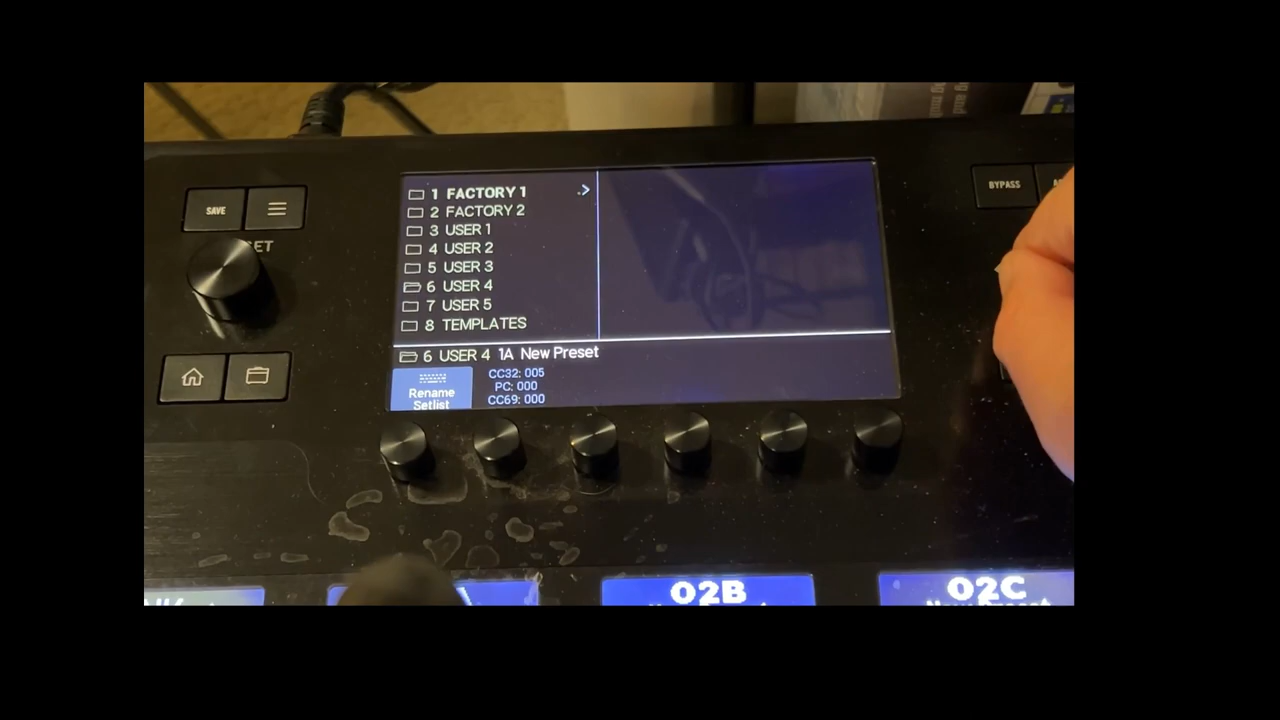 SAVE
BYPASS
1 FACTORY 1 >
2 FACTORY 2
3 USER 1
4 USER 2
5 USER 3
6 USER 4
7 USER 5
8 TEMPLATES
6 USER 4 1A New Preset
Rename
Setlist
CC32: 005
PC: 000
CC69: 000
02B
02C